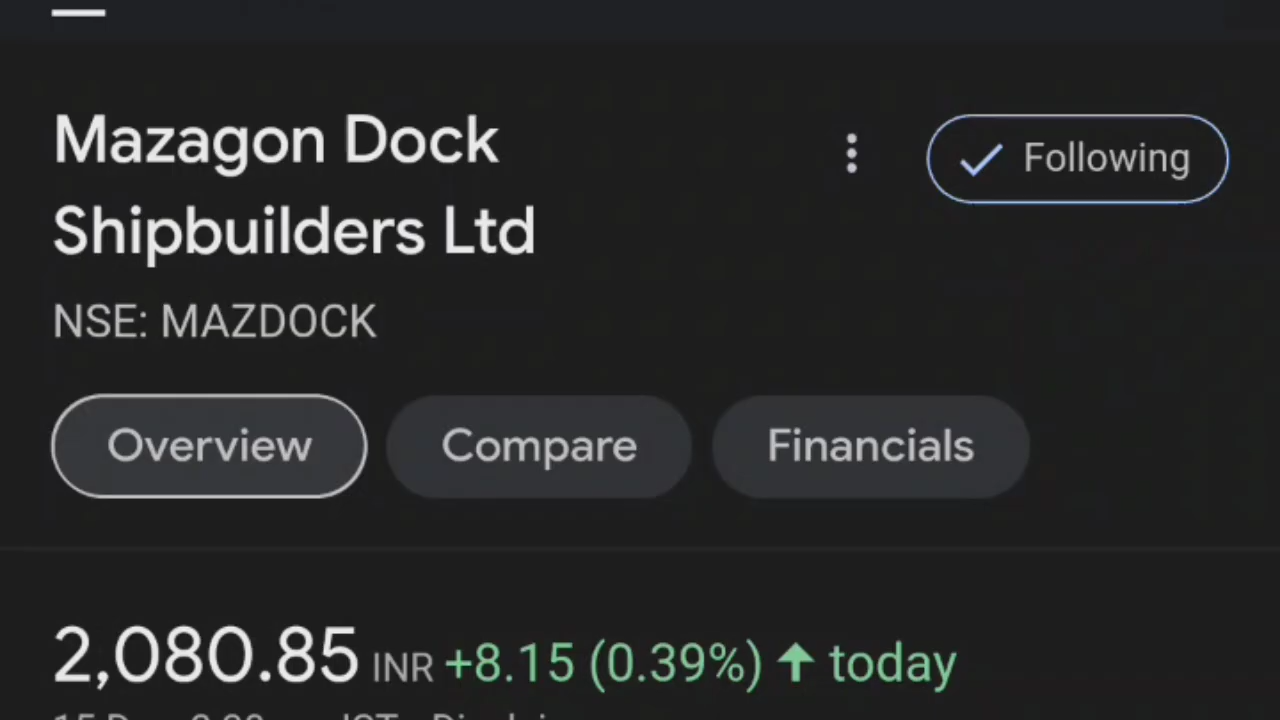 Mazagon Dock
Shipbuilders Ltd
Following
NSE: MAZDOCK
Overview
Compare
Financials
2,080.85 INR +8.15 (0.39%) ↑ today